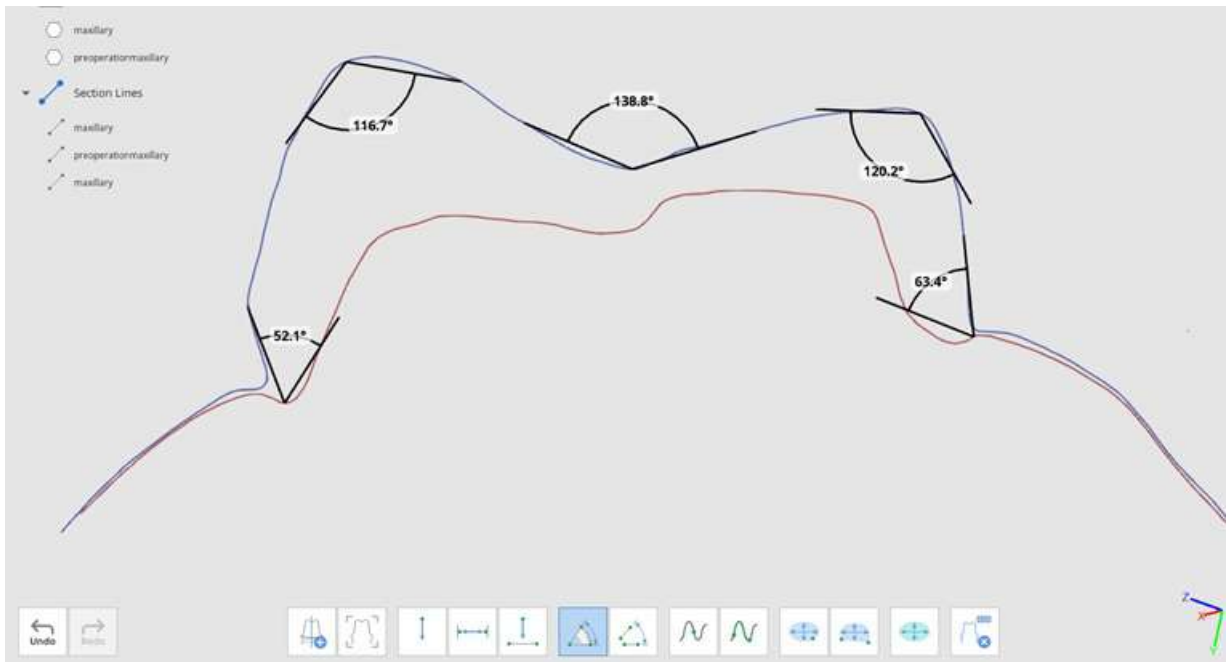 maxillary
preoperationmaxillary
Section Lines
maxillary
preoperationmaxillary
maxillary
116.7°
138.8°
120.2°
63.4°
52.1°
Undo
Redo
Z
X
Y